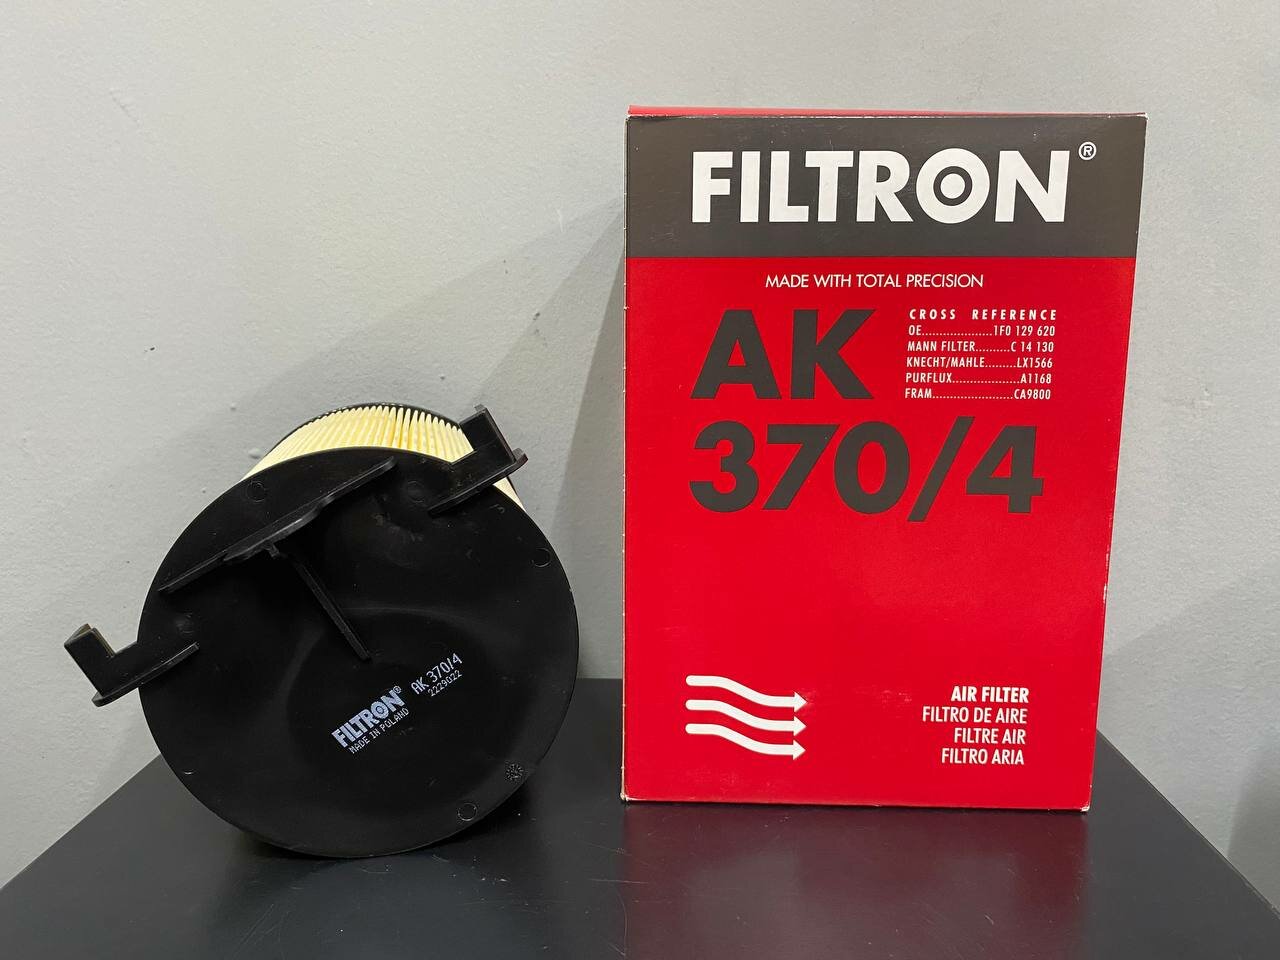 FILTRON®
MADE WITH TOTAL PRECISION
AK
370/4
CROSS REFERENCE
OE....................1F0 129 620
MANN FILTER..........C 14 130
KNECHT/MAHLE.........LX1566
PURFLUX...................A1168
FRAM.......................CA9800
AIR FILTER
FILTRO DE AIRE
FILTRE AIR
FILTRO ARIA
FILTRON® AK 370/4
MADE IN POLAND 2229022